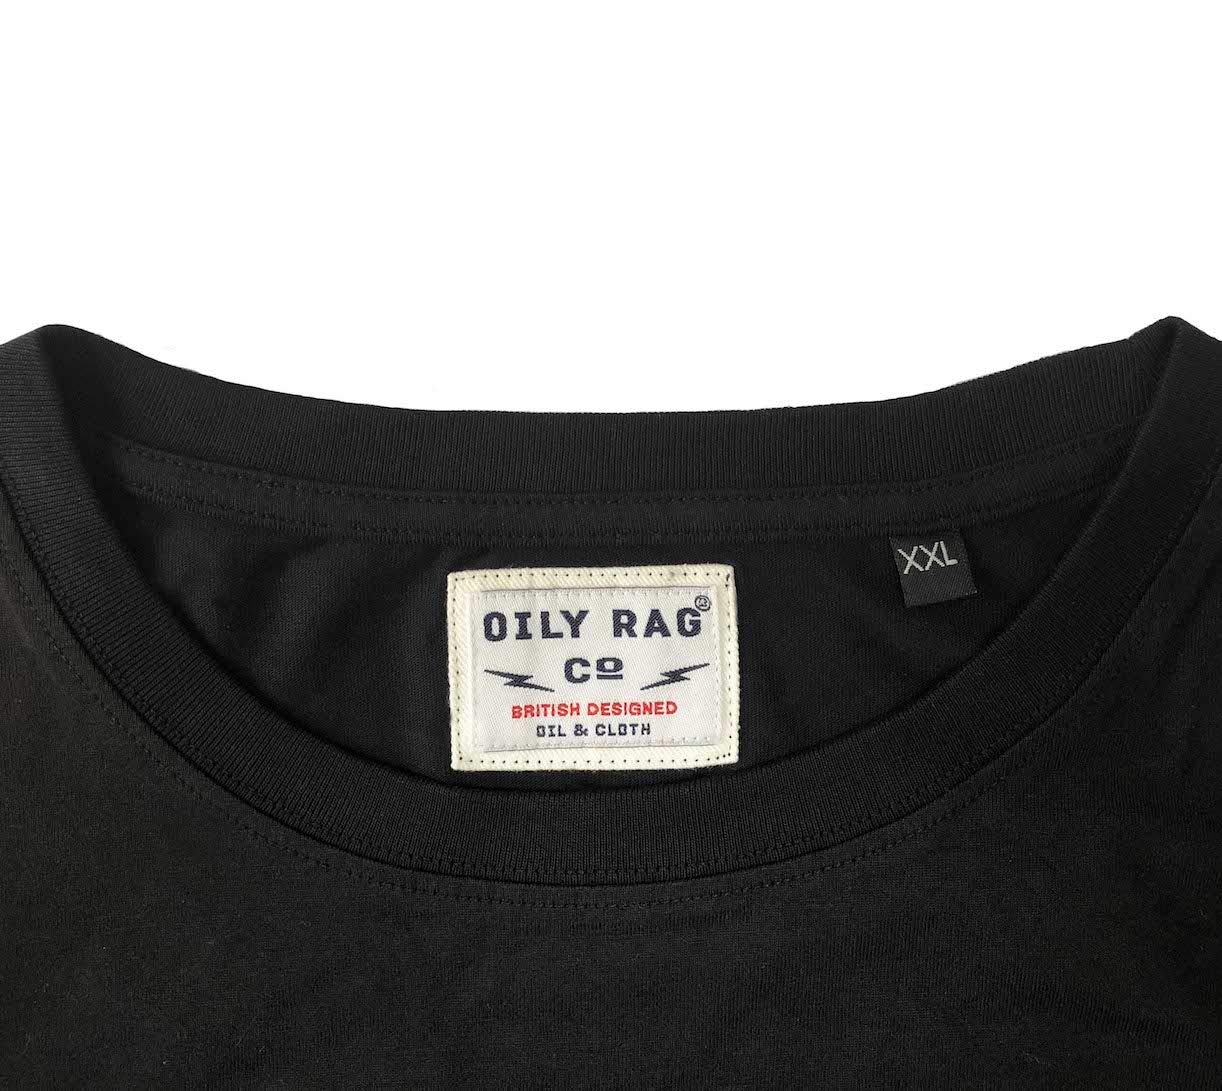 OILY RAG®
Cº
BRITISH DESIGNED
OIL & CLOTH
XXL